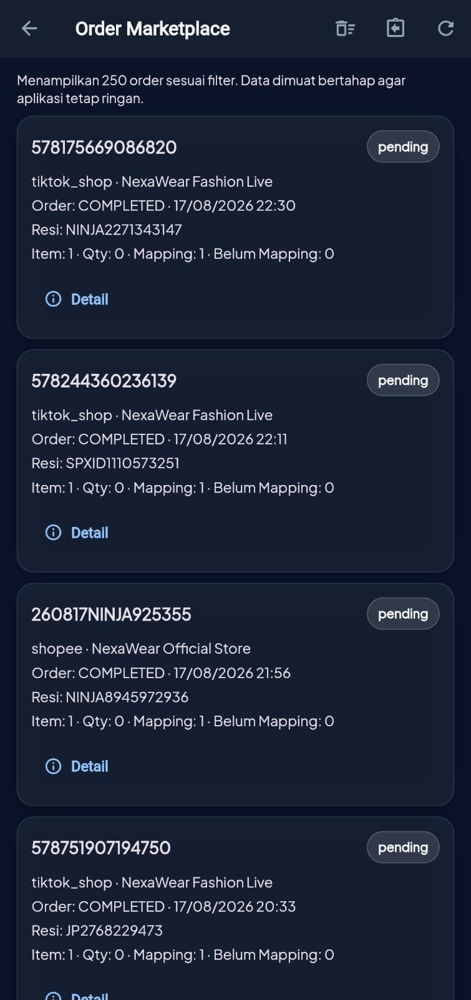 Order Marketplace
Menampilkan 250 order sesuai filter. Data dimuat bertahap agar
aplikasi tetap ringan.
578175669086820
pending
tiktok_shop · NexaWear Fashion Live
Order: COMPLETED · 17/08/2026 22:30
Resi: NINJA2271343147
Item: 1 · Qty: 0 · Mapping: 1 · Belum Mapping: 0
Detail
578244360236139
pending
tiktok_shop · NexaWear Fashion Live
Order: COMPLETED · 17/08/2026 22:11
Resi: SPXID1110573251
Item: 1 · Qty: 0 · Mapping: 1 · Belum Mapping: 0
Detail
260817NINJA925355
pending
shopee · NexaWear Official Store
Order: COMPLETED · 17/08/2026 21:56
Resi: NINJA8945972936
Item: 1 · Qty: 0 · Mapping: 1 · Belum Mapping: 0
Detail
578751907194750
pending
tiktok_shop · NexaWear Fashion Live
Order: COMPLETED · 17/08/2026 20:33
Resi: JP2768229473
Item: 1 · Qty: 0 · Mapping: 1 · Belum Mapping: 0
Detail